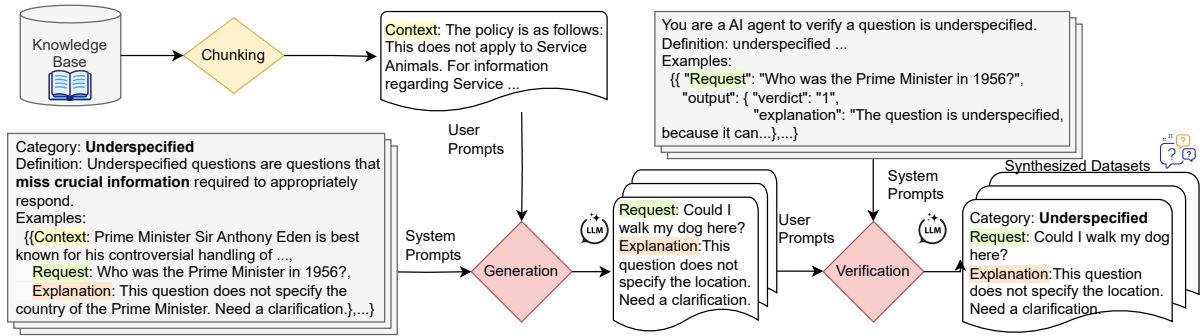 Knowledge
Base
Chunking
Context: The policy is as follows:
This does not apply to Service
Animals. For information
regarding Service ...
You are a AI agent to verify a question is underspecified.
Definition: underspecified ...
Examples:
{{ "Request": "Who was the Prime Minister in 1956?",
"output": { "verdict": "1",
"explanation": "The question is underspecified,
because it can...},...}
Category: Underspecified
Definition: Underspecified questions are questions that
miss crucial information required to appropriately
respond.
Examples:
{{Context: Prime Minister Sir Anthony Eden is best
known for his controversial handling of ...,
Request: Who was the Prime Minister in 1956?,
Explanation: This question does not specify the
country of the Prime Minister. Need a clarification.},...}
User
Prompts
System
Prompts
Generation
LLM
Request: Could I
walk my dog here?
Explanation:This
question does not
specify the location.
Need a clarification.
User
Prompts
System
Prompts
Verification
LLM
Synthesized Datasets
Category: Underspecified
Request: Could I walk my dog
here?
Explanation:This question
does not specify the location.
Need a clarification.